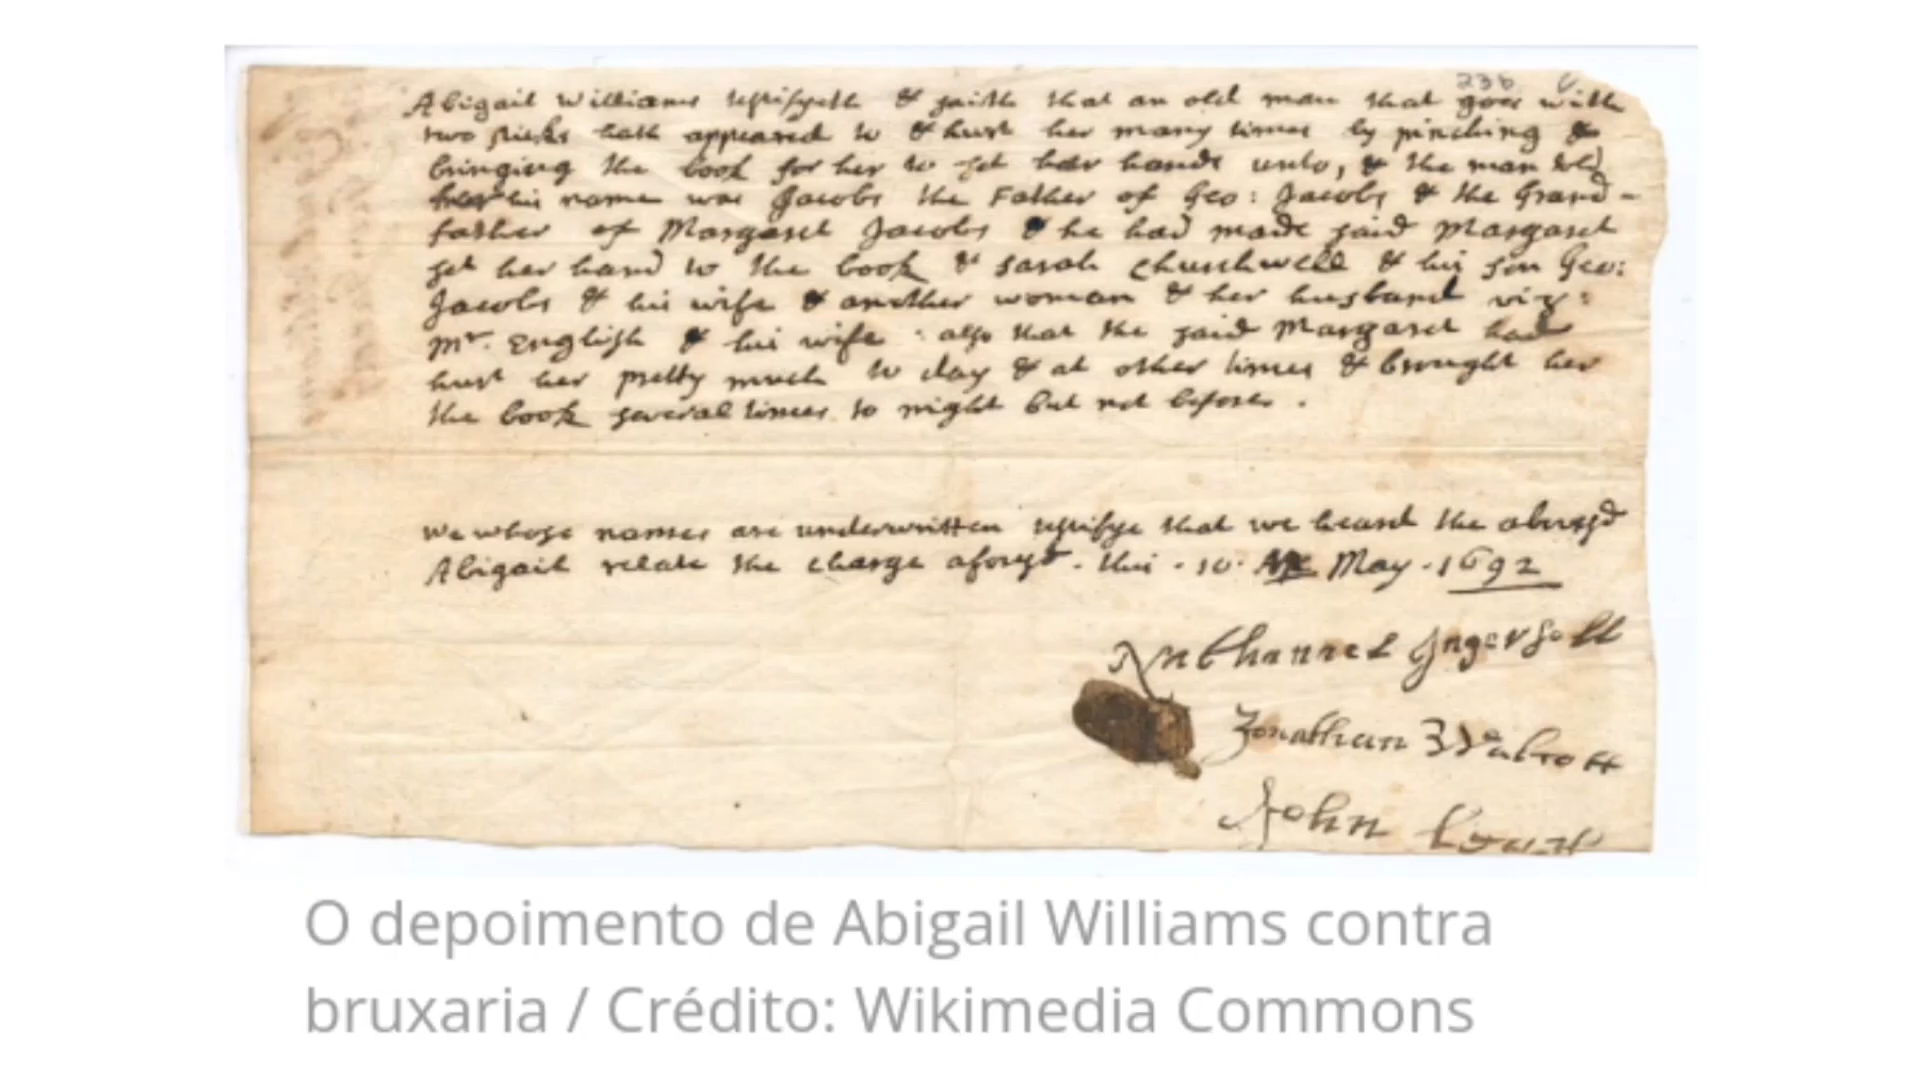 236
Abigail Williams testifyeth & saith that an old man that goes with
two sticks hath appeared to & hurt her many times by pinching &
bringing the book for her to set her hands unto, & the man told
her his name was Jacobs the Father of Geo: Jacobs & the Grand-
father of Margaret Jacobs & he had made said Margaret
set her hand to the book & Sarah Churchwell & his son Geo:
Jacobs & his wife & another woman & her husband viz:
Mr. English & his wife : also that the said Margaret had
hurt her pretty much to day & at other times & brought her
the book several times to night but not before .
we whose names are underwritten testifye that we heard the
Abigail relate the charge aforesd . this . 10 . May . 1692
Nathanael Ingersoll
Jonathan Walcott
John
O depoimento de Abigail Williams contra
bruxaria / Crédito: Wikimedia Commons